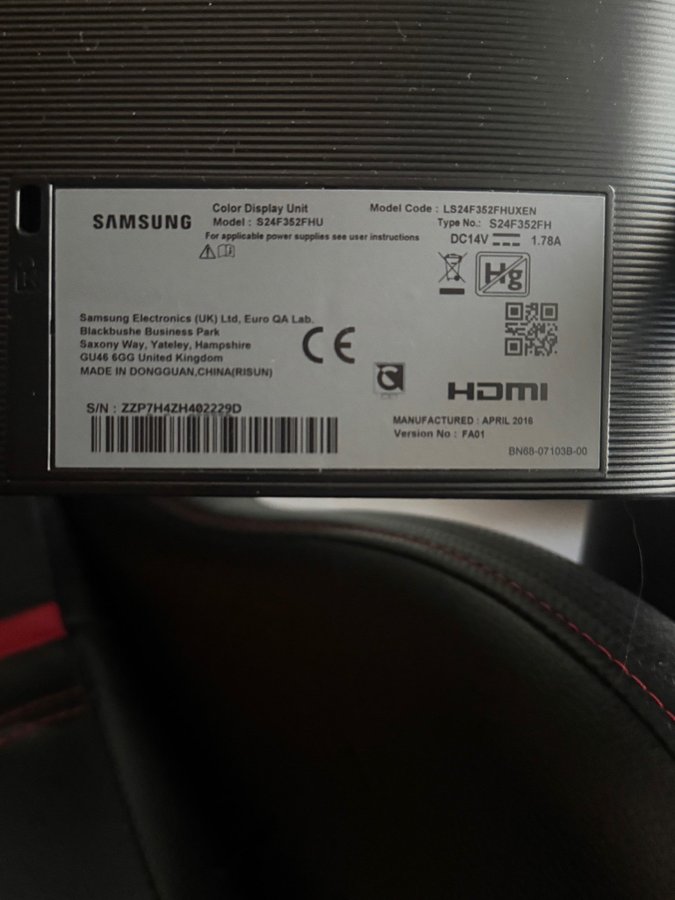 SAMSUNG
Color Display Unit
Model : S24F352FHU
Model Code : LS24F352FHUXEN
Type No.: S24F352FH
For applicable power supplies see user instructions
DC14V 1.78A
Hg
Samsung Electronics (UK) Ltd, Euro QA Lab.
Blackbushe Business Park
Saxony Way, Yateley, Hampshire
GU46 6GG United Kingdom
MADE IN DONGGUAN,CHINA(RISUN)
CE
HDMI
S/N : ZZP7H4ZH402229D
MANUFACTURED : APRIL 2016
Version No : FA01
BN68-07103B-00